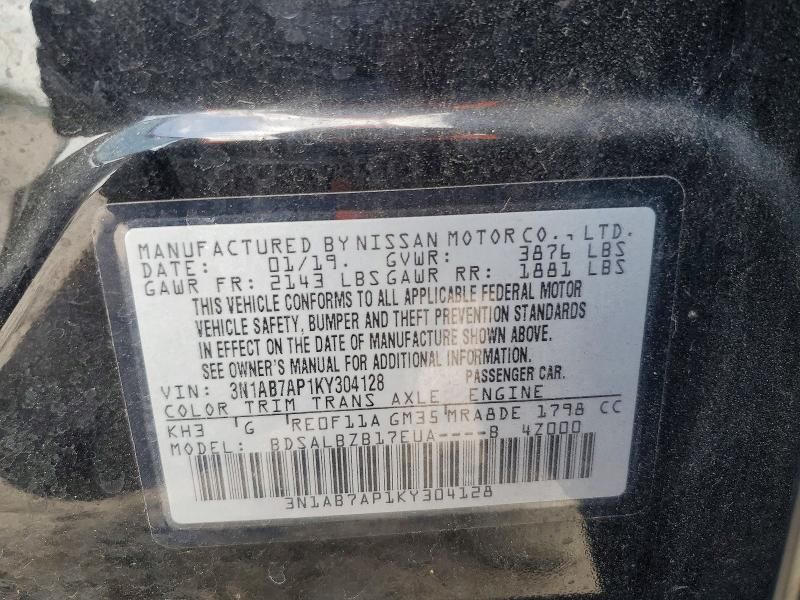 MANUFACTURED BY NISSAN MOTOR CO., LTD.
DATE: 01/19. GVWR: 3876 LBS
GAWR FR: 2143 LBS GAWR RR: 1881 LBS
THIS VEHICLE CONFORMS TO ALL APPLICABLE FEDERAL MOTOR
VEHICLE SAFETY, BUMPER AND THEFT PREVENTION STANDARDS
IN EFFECT ON THE DATE OF MANUFACTURE SHOWN ABOVE.
SEE OWNER'S MANUAL FOR ADDITIONAL INFORMATION.
VIN: 3N1AB7AP1KY304128 PASSENGER CAR.
COLOR TRIM TRANS AXLE ENGINE
KH3 G RE0F11A GM35 MRA8DE 1798 CC
MODEL: BDSALBZB17EUA----B 4Z000
3N1AB7AP1KY304128